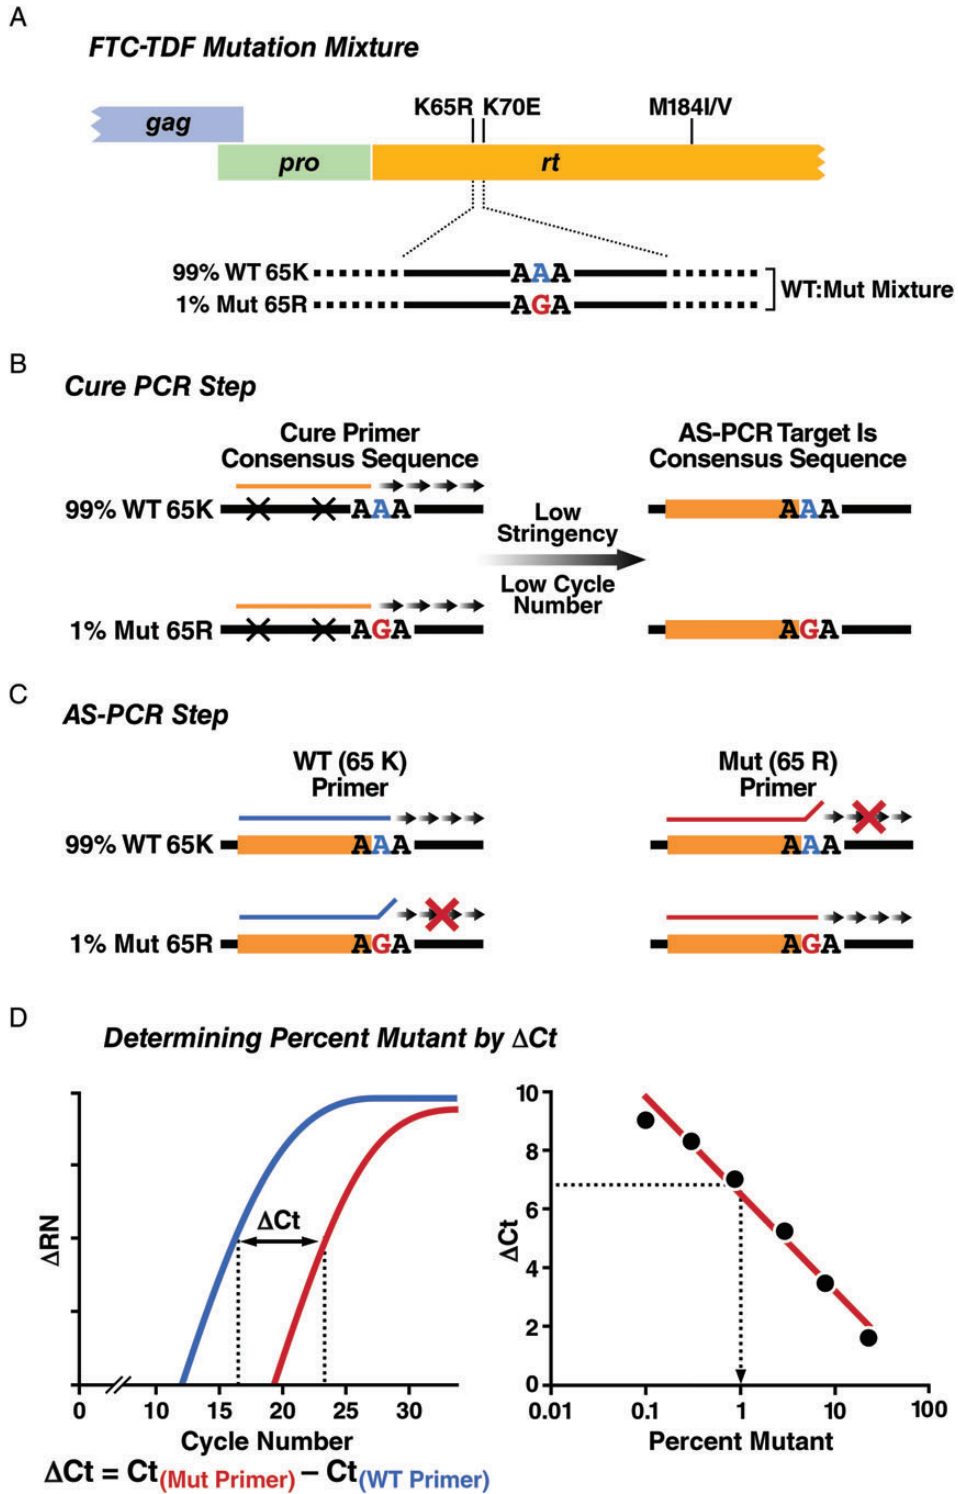 A
FTC-TDF Mutation Mixture
K65R K70E M184I/V
gag
pro rt
99% WT 65K AAA
1% Mut 65R AGA
WT:Mut Mixture
B
Cure PCR Step
Cure Primer
Consensus Sequence
AS-PCR Target Is
Consensus Sequence
99% WT 65K AAA AAA
Low
Stringency
Low Cycle
Number
1% Mut 65R AGA AGA
C
AS-PCR Step
WT (65 K)
Primer
Mut (65 R)
Primer
99% WT 65K AAA AAA
1% Mut 65R AGA AGA
D
Determining Percent Mutant by ΔCt
ΔRN
ΔCt
0 10 15 20 25 30
Cycle Number
ΔCt = Ct(Mut Primer) – Ct(WT Primer)
ΔCt
10
8
6
4
2
0
0.01 0.1 1 10 100
Percent Mutant